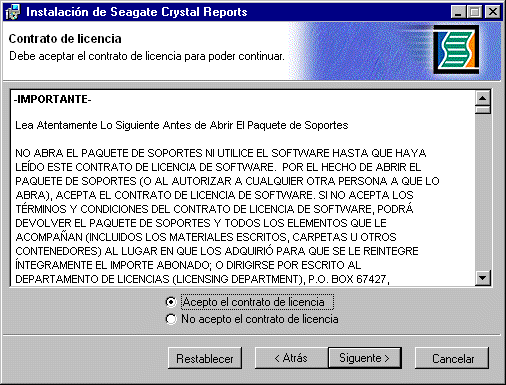 Instalación de Seagate Crystal Reports
Contrato de licencia
Debe aceptar el contrato de licencia para poder continuar.
-IMPORTANTE-
Lea Atentamente Lo Siguiente Antes de Abrir El Paquete de Soportes
NO ABRA EL PAQUETE DE SOPORTES NI UTILICE EL SOFTWARE HASTA QUE HAYA
LEÍDO ESTE CONTRATO DE LICENCIA DE SOFTWARE.  POR EL HECHO DE ABRIR EL
PAQUETE DE SOPORTES (O AL AUTORIZAR A CUALQUIER OTRA PERSONA A QUE LO
ABRA), ACEPTA EL CONTRATO DE LICENCIA DE SOFTWARE. SI NO ACEPTA LOS
TÉRMINOS Y CONDICIONES DEL CONTRATO DE LICENCIA DE SOFTWARE, PODRÁ
DEVOLVER EL PAQUETE DE SOPORTES Y TODOS LOS ELEMENTOS QUE LE
ACOMPAÑAN (INCLUIDOS LOS MATERIALES ESCRITOS, CARPETAS U OTROS
CONTENEDORES) AL LUGAR EN QUE LOS ADQUIRIÓ PARA QUE SE LE REINTEGRE
ÍNTEGRAMENTE EL IMPORTE ABONADO; O DIRIGIRSE POR ESCRITO AL
DEPARTAMENTO DE LICENCIAS (LICENSING DEPARTMENT), P.O. BOX 67427,
Acepto el contrato de licencia
No acepto el contrato de licencia
Restablecer
< Atrás
Siguiente >
Cancelar